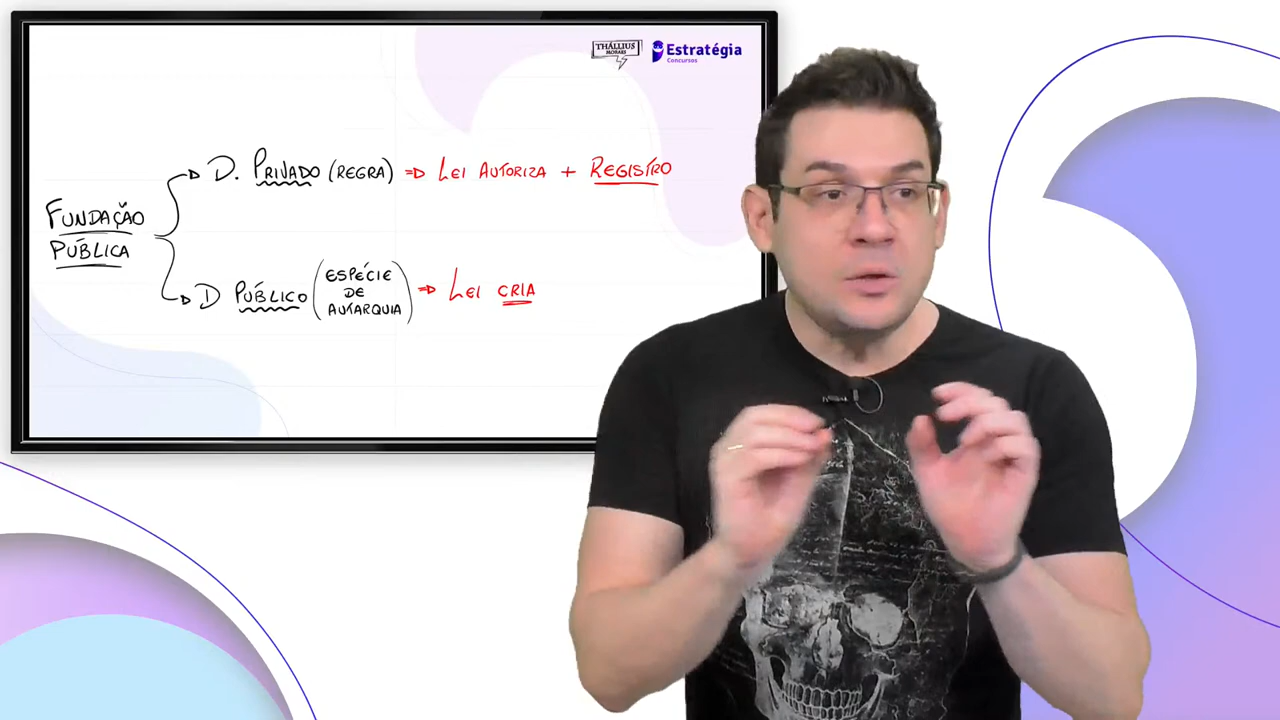 THÁLLIUS
MORAES
Estratégia
Concursos
D. PRIVADO (REGRA) ⇒ LEI AUTORIZA + REGISTRO
FUNDAÇÃO
PÚBLICA
D PÚBLICO (ESPÉCIE
DE
AUTARQUIA) ⇒ LEI CRIA